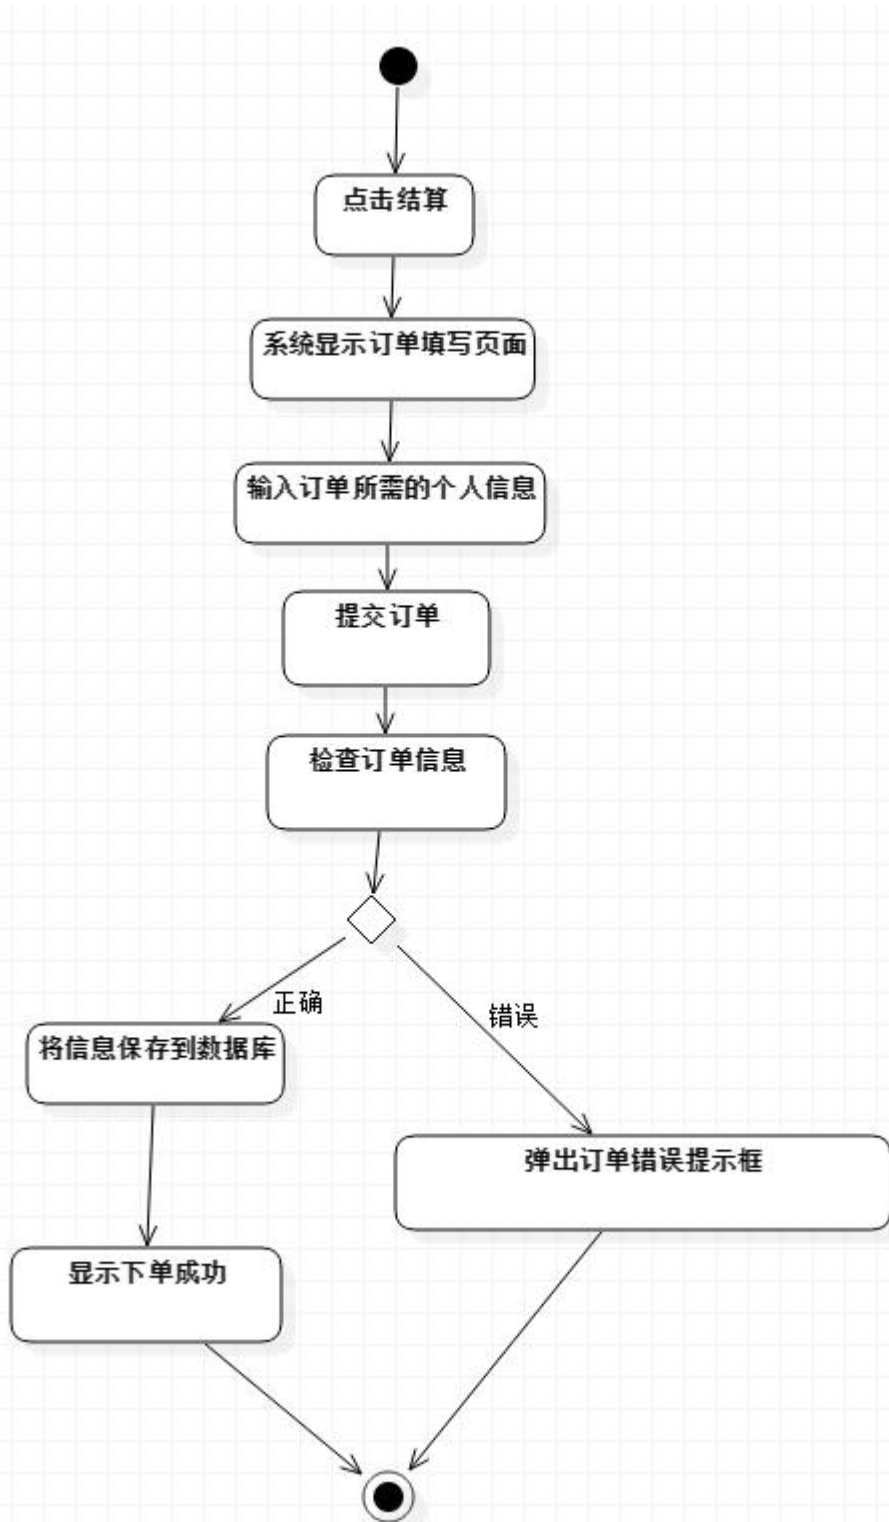 点击结算
系统显示订单填写页面
输入订单所需的个人信息
提交订单
检查订单信息
正确
错误
将信息保存到数据库
弹出订单错误提示框
显示下单成功